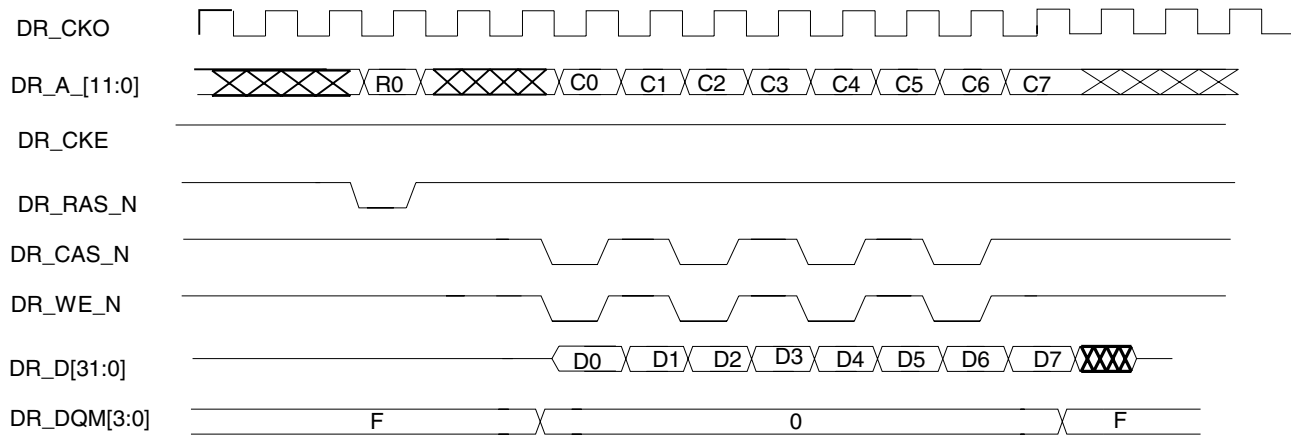 DR_CKO
DR_A_[11:0] R0 C0 C1 C2 C3 C4 C5 C6 C7
DR_CKE
DR_RAS_N
DR_CAS_N
DR_WE_N
DR_D[31:0] D0 D1 D2 D3 D4 D5 D6 D7
DR_DQM[3:0] F 0 F